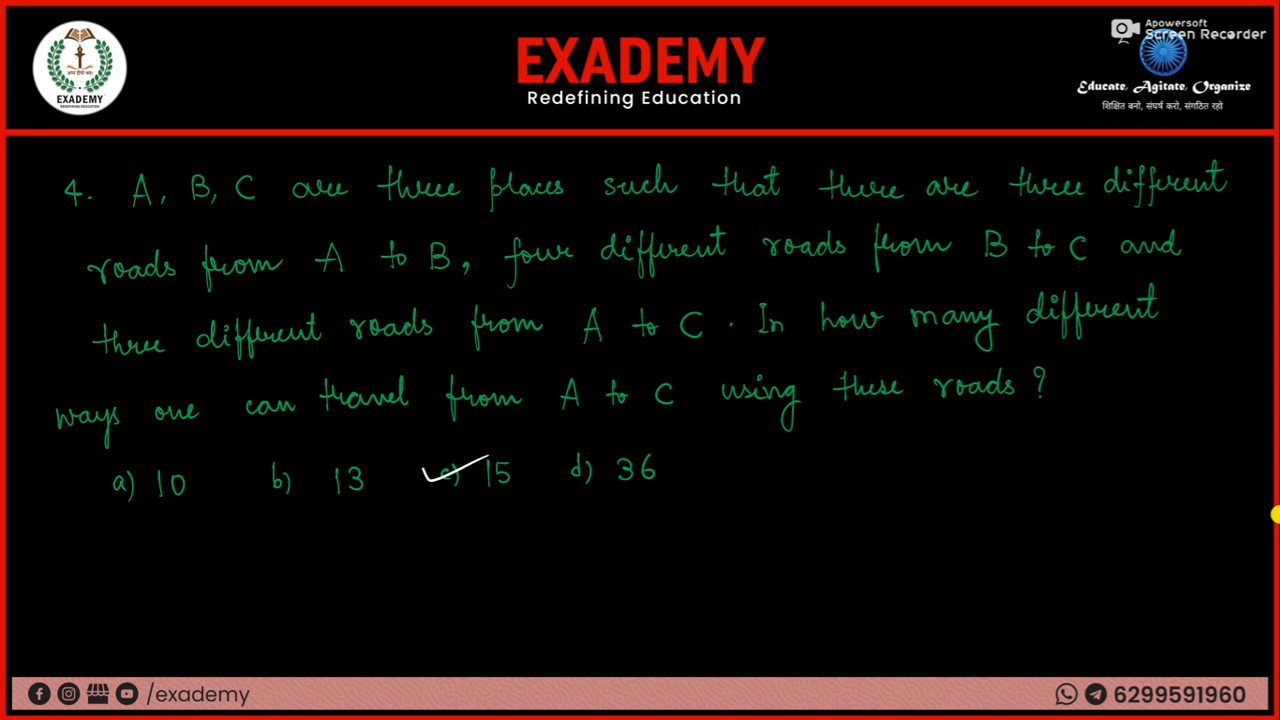 EXADEMY
REDEFINING EDUCATION
EXADEMY
Redefining Education
Apowersoft
Screen Recorder
Educate, Agitate, Organize
शिक्षित बनो, संघर्ष करो, संगठित रहो
4. A, B, C are three places such that there are three different
roads from A to B, four different roads from B to C and
three different roads from A to C. In how many different
ways one can travel from A to C using these roads?
a) 10 b) 13 c) 15 d) 36
/exademy
6299591960